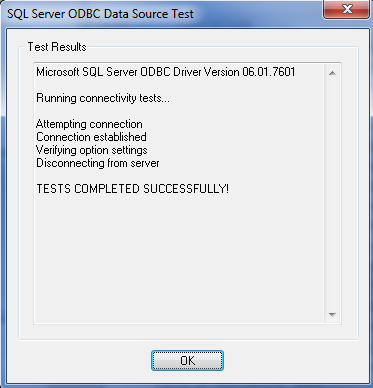 SQL Server ODBC Data Source Test
Test Results
Microsoft SQL Server ODBC Driver Version 06.01.7601
Running connectivity tests...
Attempting connection
Connection established
Verifying option settings
Disconnecting from server
TESTS COMPLETED SUCCESSFULLY!
OK